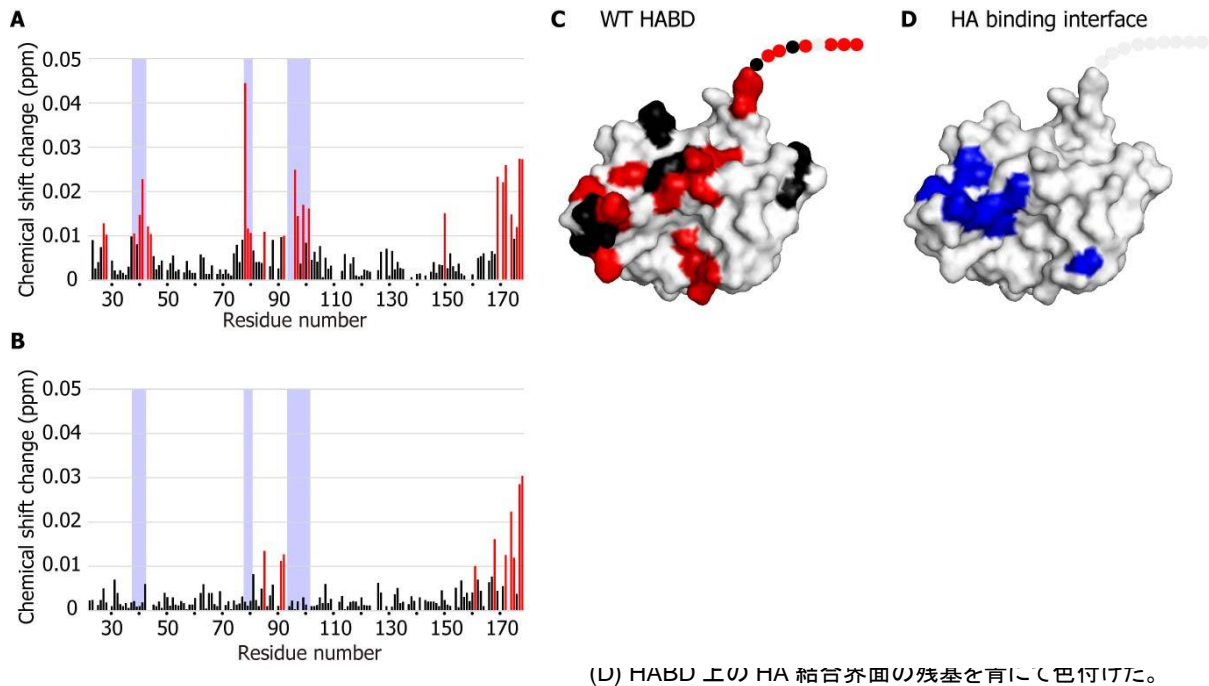 A
0.05
0.04
0.03
0.02
0.01
0
Chemical shift change (ppm)
30 50 70 90 110 130 150 170
Residue number
B
0.05
0.04
0.03
0.02
0.01
0
Chemical shift change (ppm)
30 50 70 90 110 130 150 170
Residue number
C WT HABD
D HA binding interface
(D) HABD 上の HA 結合界面の残基を青にて色付けた。